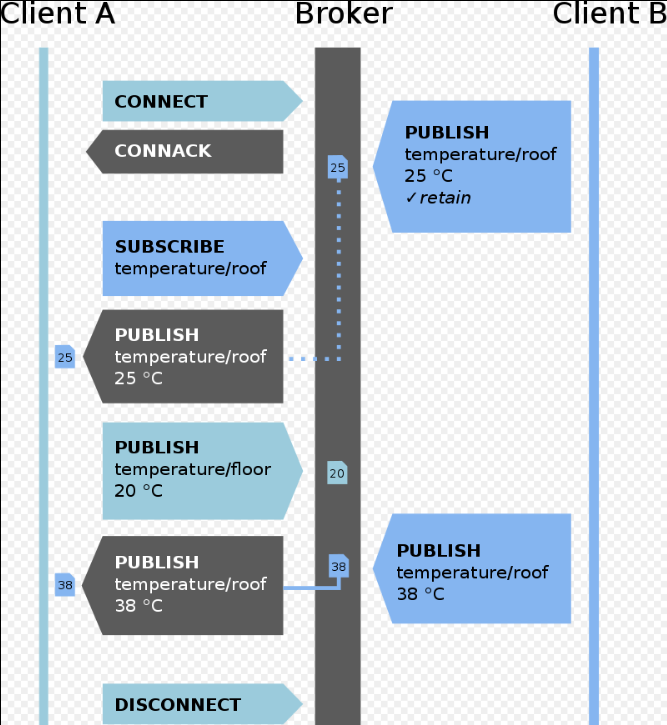 Client A
Broker
Client B
CONNECT
CONNACK
PUBLISH
temperature/roof
25 °C
✓retain
25
SUBSCRIBE
temperature/roof
PUBLISH
temperature/roof
25 °C
25
PUBLISH
temperature/floor
20 °C
20
PUBLISH
temperature/roof
38 °C
38
PUBLISH
temperature/roof
38 °C
38
DISCONNECT